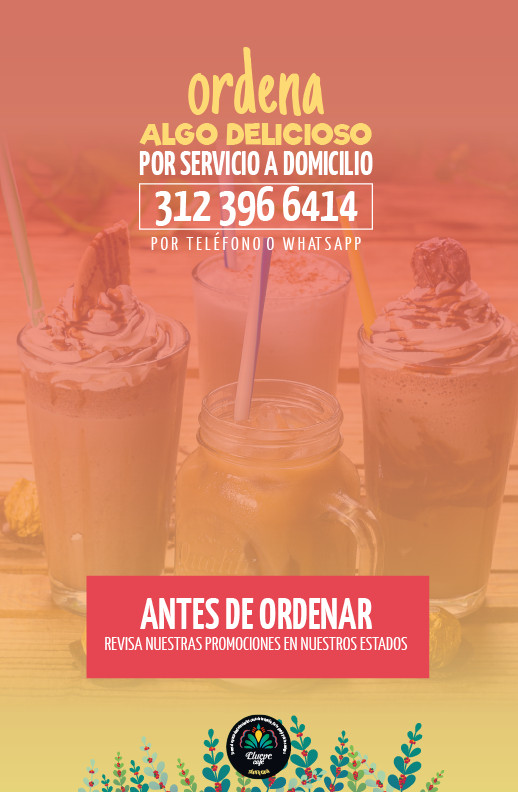 ordena
ALGO DELICIOSO
POR SERVICIO A DOMICILIO
312 396 6414
POR TELÉFONO O WHATSAPP
ANTES DE ORDENAR
REVISA NUESTRAS PROMOCIONES EN NUESTROS ESTADOS
café